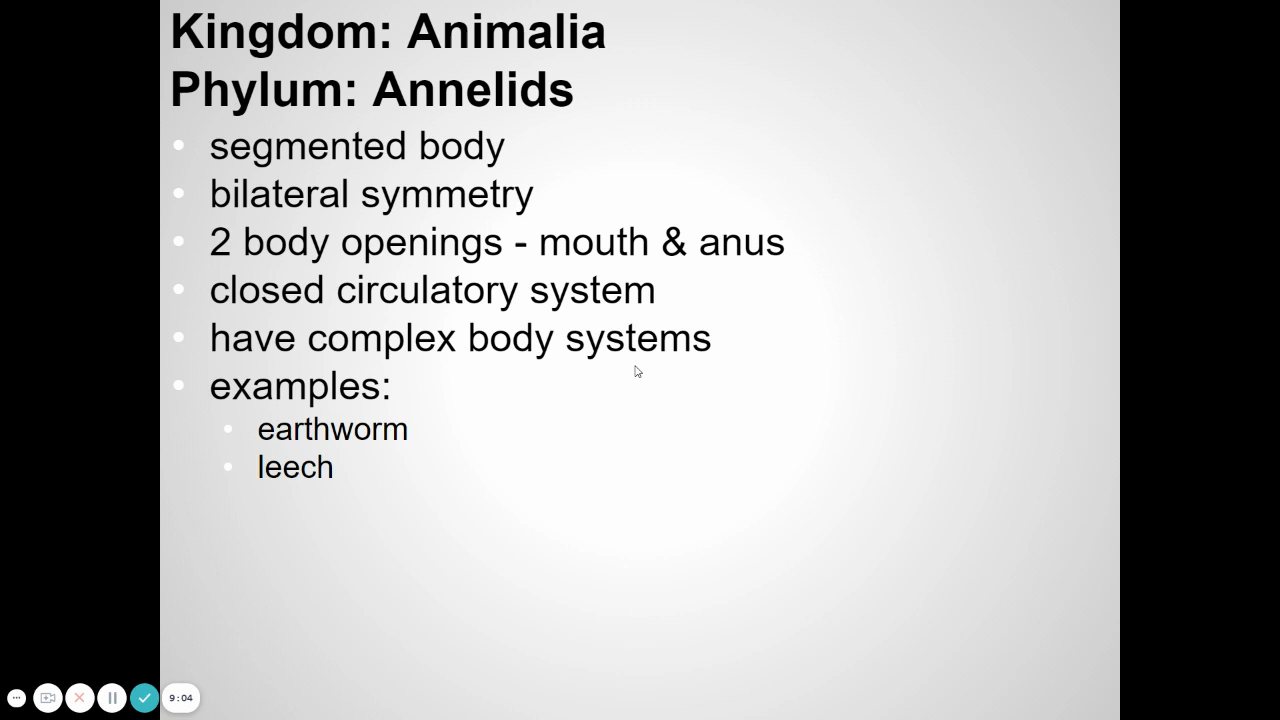 Kingdom: Animalia
Phylum: Annelids
• segmented body
• bilateral symmetry
• 2 body openings - mouth & anus
• closed circulatory system
• have complex body systems
• examples:
• earthworm
• leech
9:04